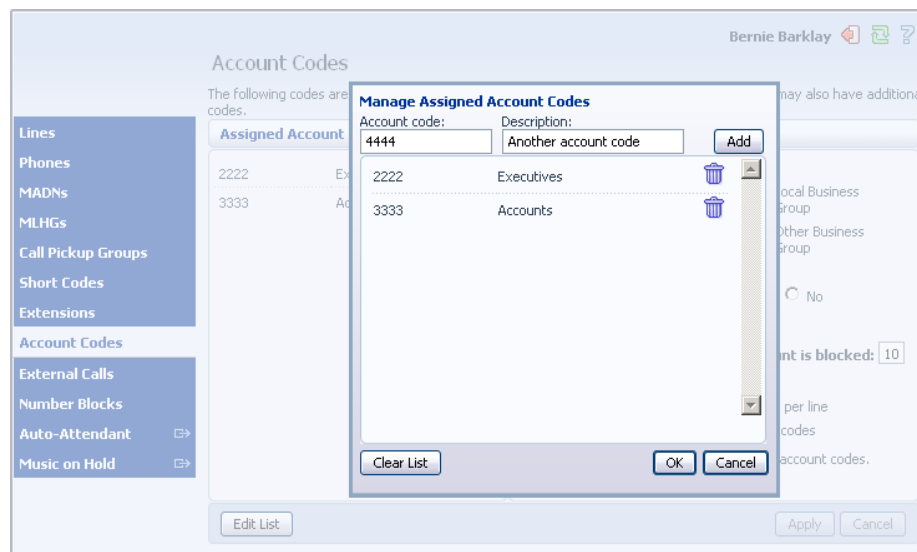 Bernie Barklay
Account Codes
The following codes are
may also have additiona
codes.
Lines
Phones
MADNs
MLHGs
Call Pickup Groups
Short Codes
Extensions
Account Codes
External Calls
Number Blocks
Auto-Attendant
Music on Hold
Assigned Account
2222 Ex
3333 Ac
Manage Assigned Account Codes
Account code: Description:
4444 Another account code Add
2222 Executives
3333 Accounts
Clear List OK Cancel
ocal Business
Group
Other Business
Group
No
nt is blocked: 10
per line
codes
account codes.
Edit List Apply Cancel